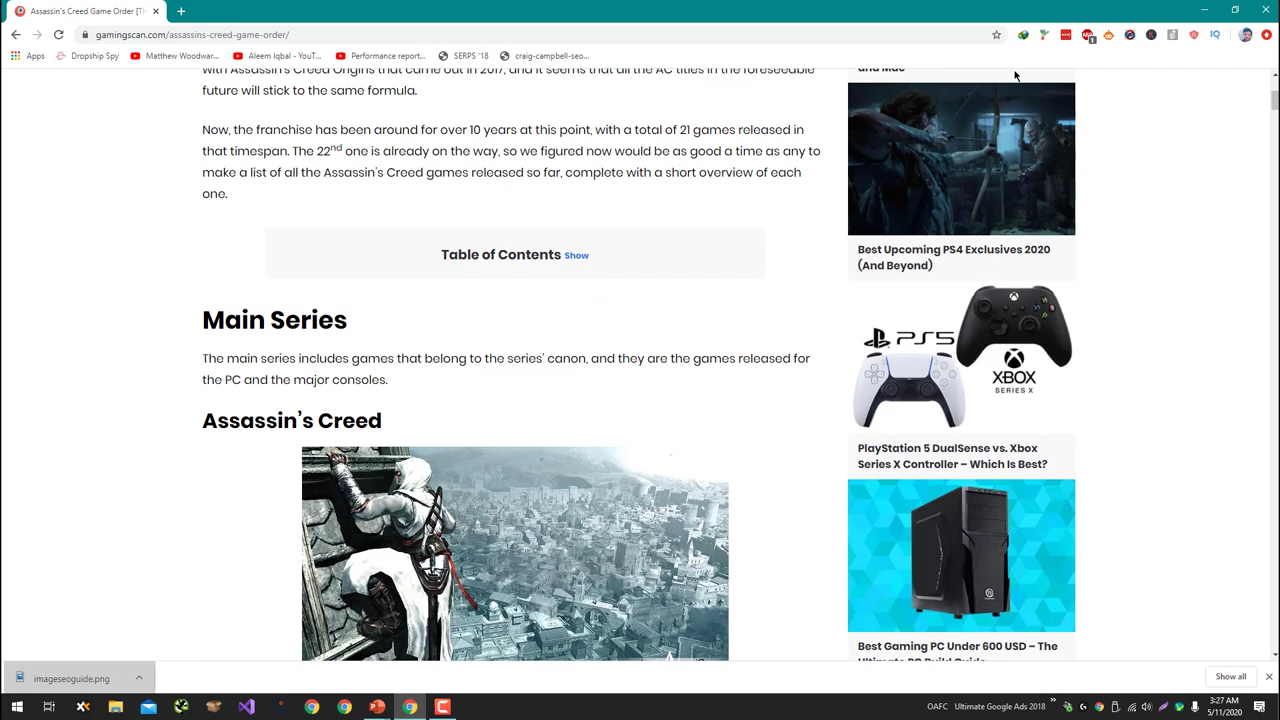 Assassin's Creed Game Order [Th
gamingscan.com/assassins-creed-game-order/
Apps
Dropship Spy
Matthew Woodwar...
Aleem Iqbal - YouT...
Performance report...
SERPS '18
craig-campbell-seo...
with Assassin's Creed Origins that came out in 2017, and it seems that all the AC titles in the foreseeable
future will stick to the same formula.
Now, the franchise has been around for over 10 years at this point, with a total of 21 games released in
that timespan. The 22nd one is already on the way, so we figured now would be as good a time as any to
make a list of all the Assassin's Creed games released so far, complete with a short overview of each
one.
Table of Contents Show
Main Series
The main series includes games that belong to the series' canon, and they are the games released for
the PC and the major consoles.
Assassin's Creed
and Mac
Best Upcoming PS4 Exclusives 2020
(And Beyond)
PS5
XBOX
SERIES X
PlayStation 5 DualSense vs. Xbox
Series X Controller – Which Is Best?
Best Gaming PC Under 600 USD – The
Ultimate PC Build Guide
imageseoguide.png
Show all
OAFC
Ultimate Google Ads 2018
3:27 AM
5/11/2020